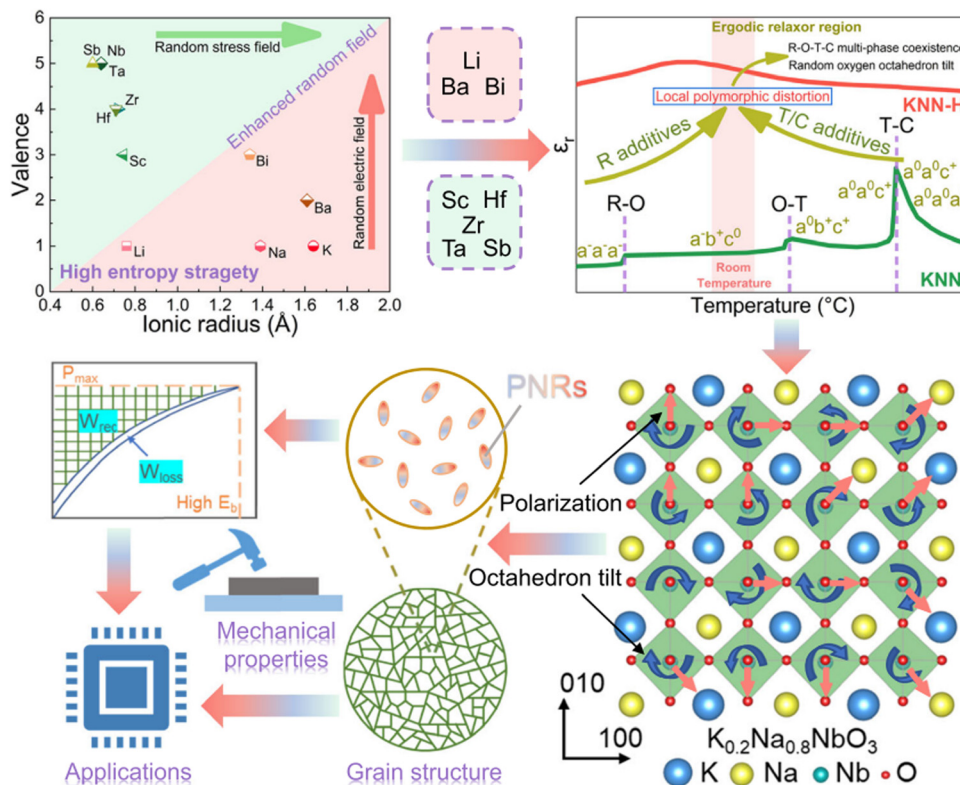 Sb Nb
Ta
Zr
Hf
Sc
Bi
Ba
Li
Na
K
Random stress field
Enhanced random field
Random electric field
High entropy stragety
Valence
6
5
4
3
2
1
0
0.4 0.6 0.8 1.0 1.2 1.4 1.6 1.8 2.0
Ionic radius (Å)
Li
Ba Bi
Sc Hf
Zr
Ta Sb
Ergodic relaxor region
R-O-T-C multi-phase coexistence
Random oxygen octahedron tilt
Local polymorphic distortion
KNN-H
R additives
T/C additives
T-C
R-O
O-T
a⁰a⁰c⁺
a⁰a⁰c⁺
a⁰a⁰a
a⁰b⁺c⁺
a⁻b⁺c⁰
a⁻a⁻a⁻
Room
Temperature
KNN
εr
Temperature (°C)
Pmax
Wrec
Wloss
High Eb
PNRs
Polarization
Octahedron tilt
Mechanical
properties
Applications
Grain structure
010
100
K0.2Na0.8NbO3
K Na Nb O